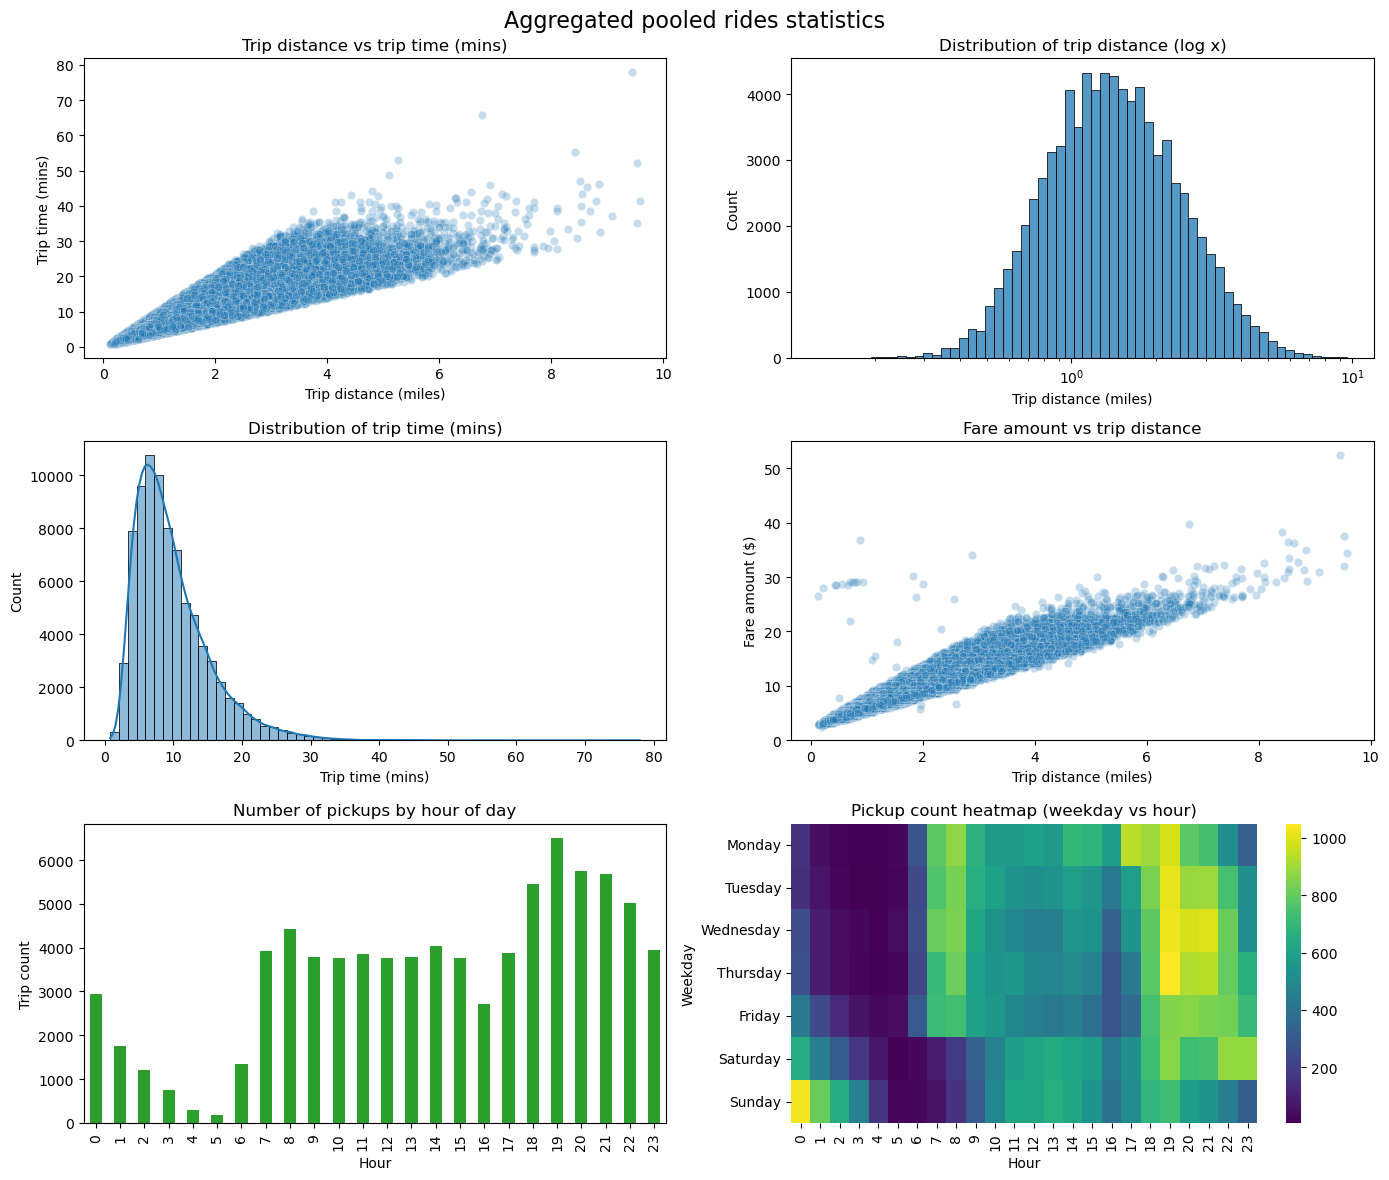 Aggregated pooled rides statistics
Trip distance vs trip time (mins)
80
70
60
50
40
30
20
10
0
Trip time (mins)
0 2 4 6 8 10
Trip distance (miles)
Distribution of trip distance (log x)
4000
3000
2000
1000
0
Count
10⁰ 10¹
Trip distance (miles)
Distribution of trip time (mins)
10000
8000
6000
4000
2000
0
Count
0 10 20 30 40 50 60 70 80
Trip time (mins)
Fare amount vs trip distance
50
40
30
20
10
0
Fare amount ($)
0 2 4 6 8 10
Trip distance (miles)
Number of pickups by hour of day
6000
5000
4000
3000
2000
1000
0
Trip count
0 1 2 3 4 5 6 7 8 9 10 11 12 13 14 15 16 17 18 19 20 21 22 23
Hour
Pickup count heatmap (weekday vs hour)
Weekday
Monday
Tuesday
Wednesday
Thursday
Friday
Saturday
Sunday
0 1 2 3 4 5 6 7 8 9 10 11 12 13 14 15 16 17 18 19 20 21 22 23
Hour
1000
800
600
400
200